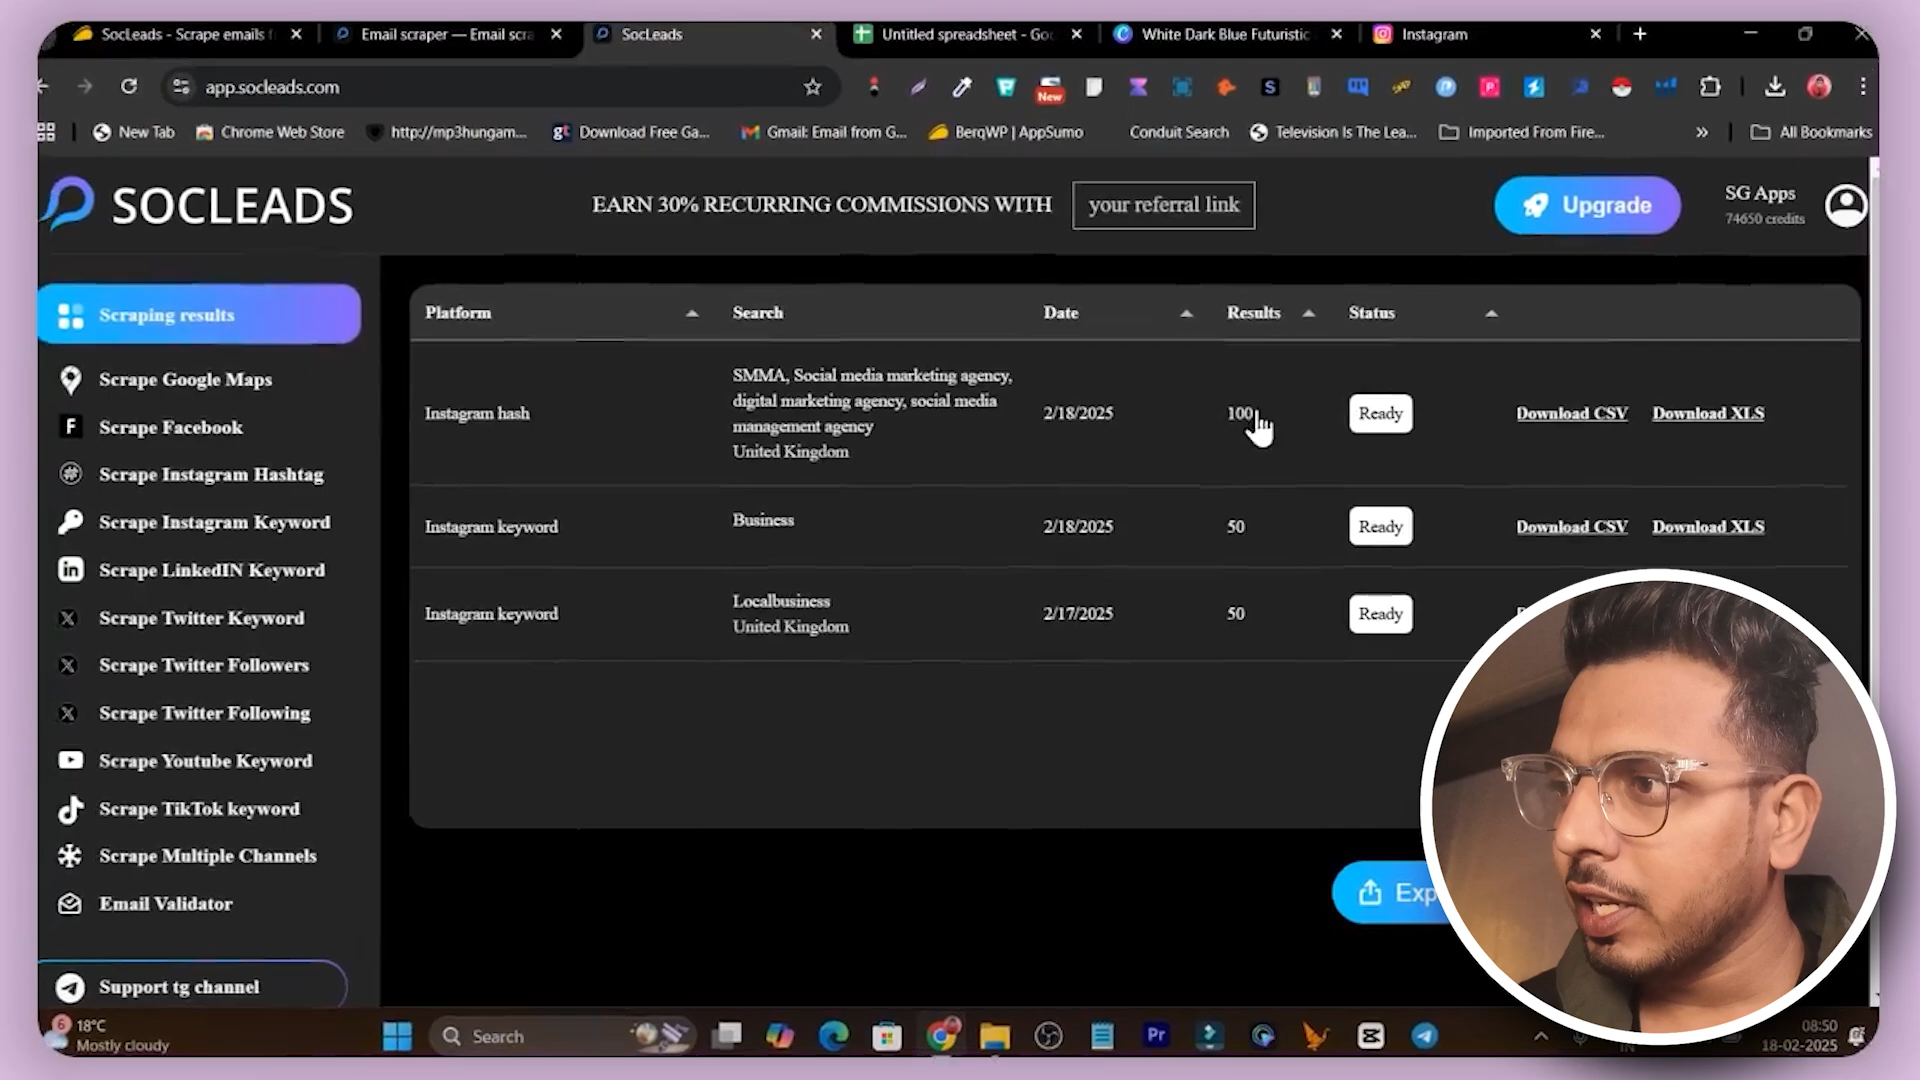 SocLeads - Scrape emails f
Email scraper — Email scra
SocLeads
Untitled spreadsheet - Goo
White Dark Blue Futuristic
Instagram
app.socleads.com
New
New Tab
Chrome Web Store
http://mp3hungam...
gt
Download Free Ga...
Gmail: Email from G...
BerqWP | AppSumo
Conduit Search
Television Is The Lea...
Imported From Fire...
»
All Bookmarks
SOCLEADS
EARN 30% RECURRING COMMISSIONS WITH
your referral link
Upgrade
SG Apps
74650 credits
Scraping results
Scrape Google Maps
Scrape Facebook
Scrape Instagram Hashtag
Scrape Instagram Keyword
Scrape LinkedIN Keyword
Scrape Twitter Keyword
Scrape Twitter Followers
Scrape Twitter Following
Scrape Youtube Keyword
Scrape TikTok keyword
Scrape Multiple Channels
Email Validator
Support tg channel
Platform
Search
Date
Results
Status
Instagram hash
SMMA, Social media marketing agency,
digital marketing agency, social media
management agency
United Kingdom
2/18/2025
100
Ready
Download CSV
Download XLS
Instagram keyword
Business
2/18/2025
50
Ready
Download CSV
Download XLS
Instagram keyword
Localbusiness
United Kingdom
2/17/2025
50
Ready
Exp
6
18°C
Mostly cloudy
Search
Pr
08:50
18-02-2025